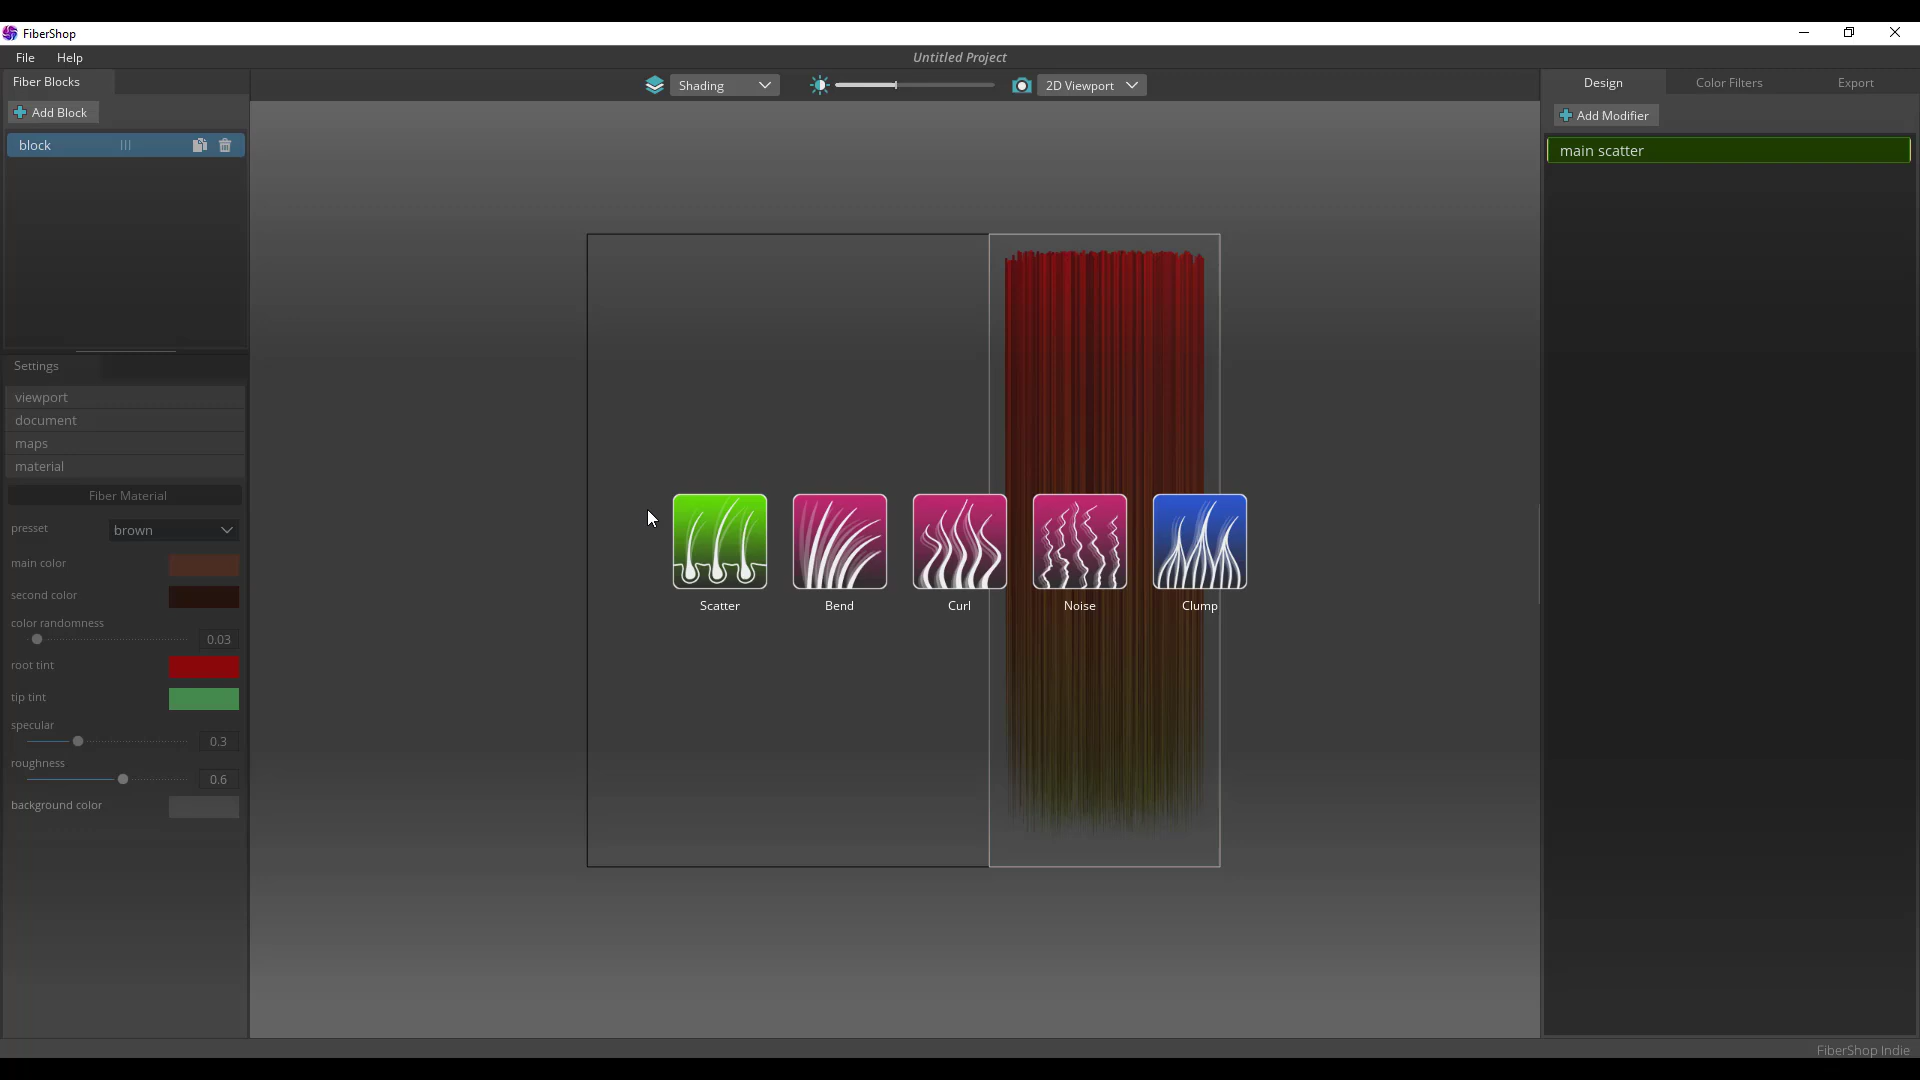 FiberShop
File Help Untitled Project
Fiber Blocks
Add Block
block
Settings
viewport
document
maps
material
Fiber Material
presset brown
main color
second color
color randomness
0.03
root tint
tip tint
specular
0.3
roughness
0.6
background color
Shading 2D Viewport
Scatter Bend Curl Noise Clump
Design Color Filters Export
Add Modifier
main scatter
FiberShop Indie